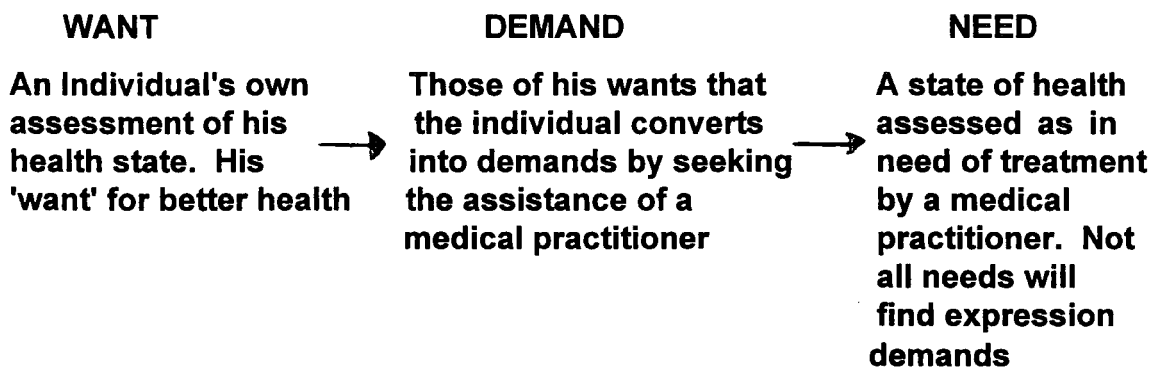 WANT
An Individual's own
assessment of his
health state. His
'want' for better health
DEMAND
Those of his wants that
the individual converts
into demands by seeking
the assistance of a
medical practitioner
NEED
A state of health
assessed as in
need of treatment
by a medical
practitioner. Not
all needs will
find expression
demands